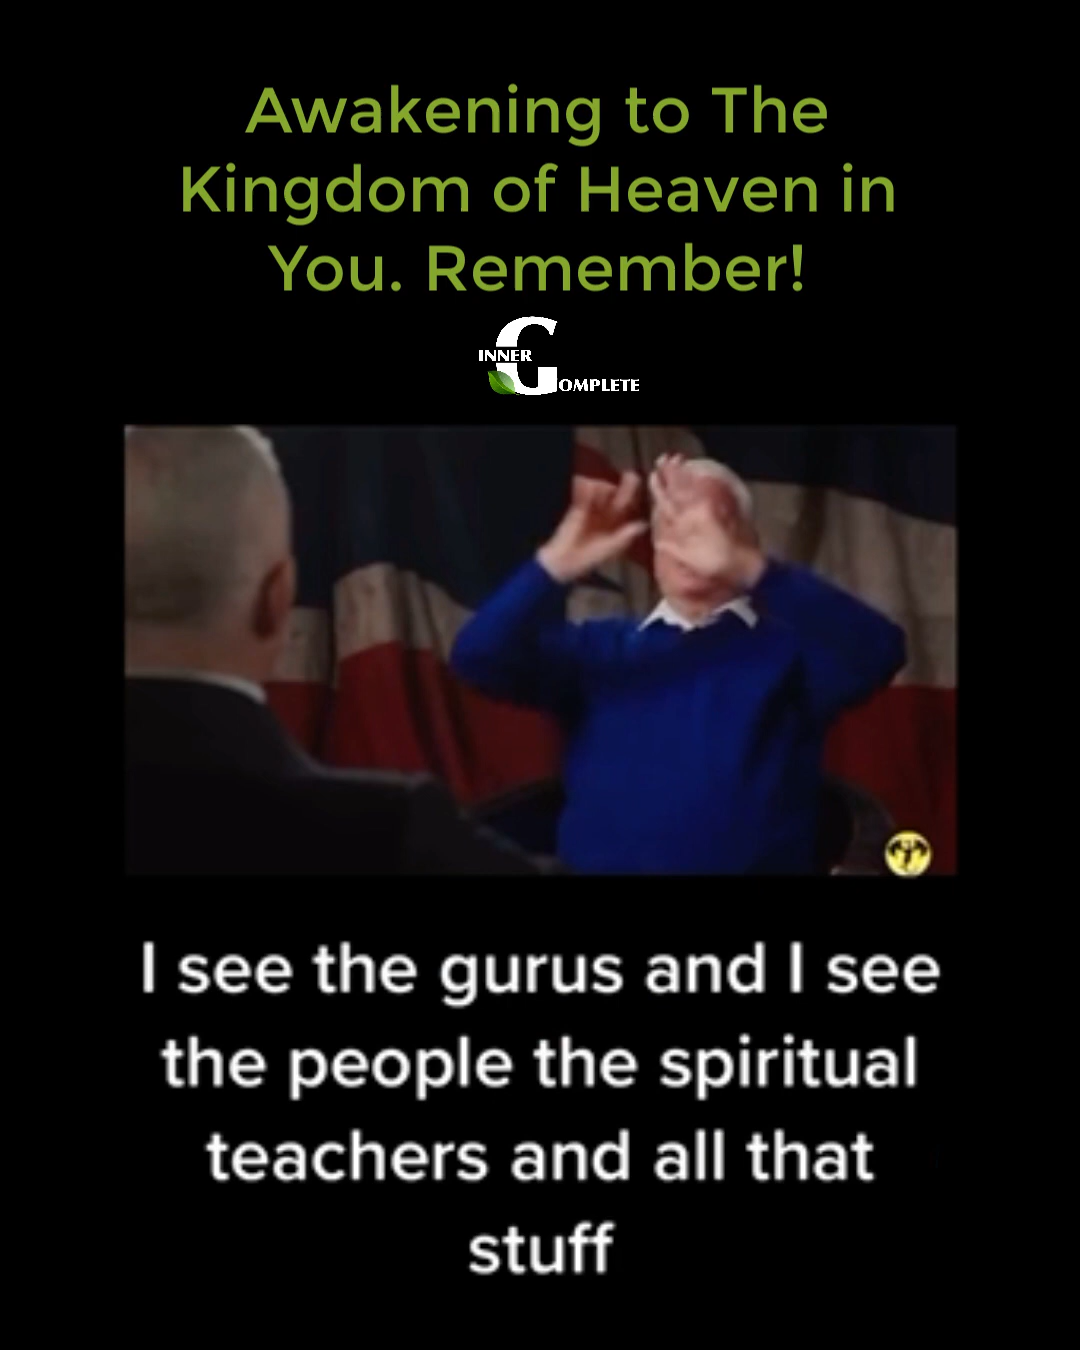 Awakening to The
Kingdom of Heaven in
You. Remember!
INNER
G
OMPLETE
I see the gurus and I see
the people the spiritual
teachers and all that
stuff